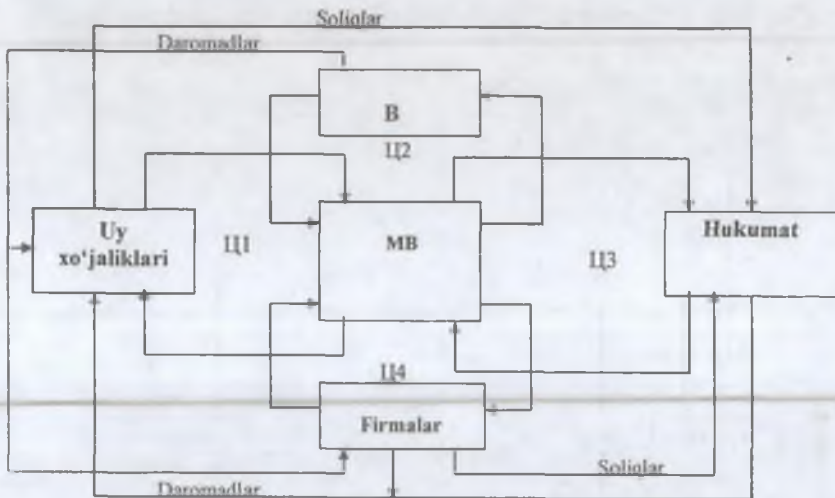 Soliqlar
Daromadlar
B
Ц2
Uy
xo‘jaliklari
Ц1
MB
Ц3
Hukumat
Ц4
Firmalar
Soliqlar
Daromadlar